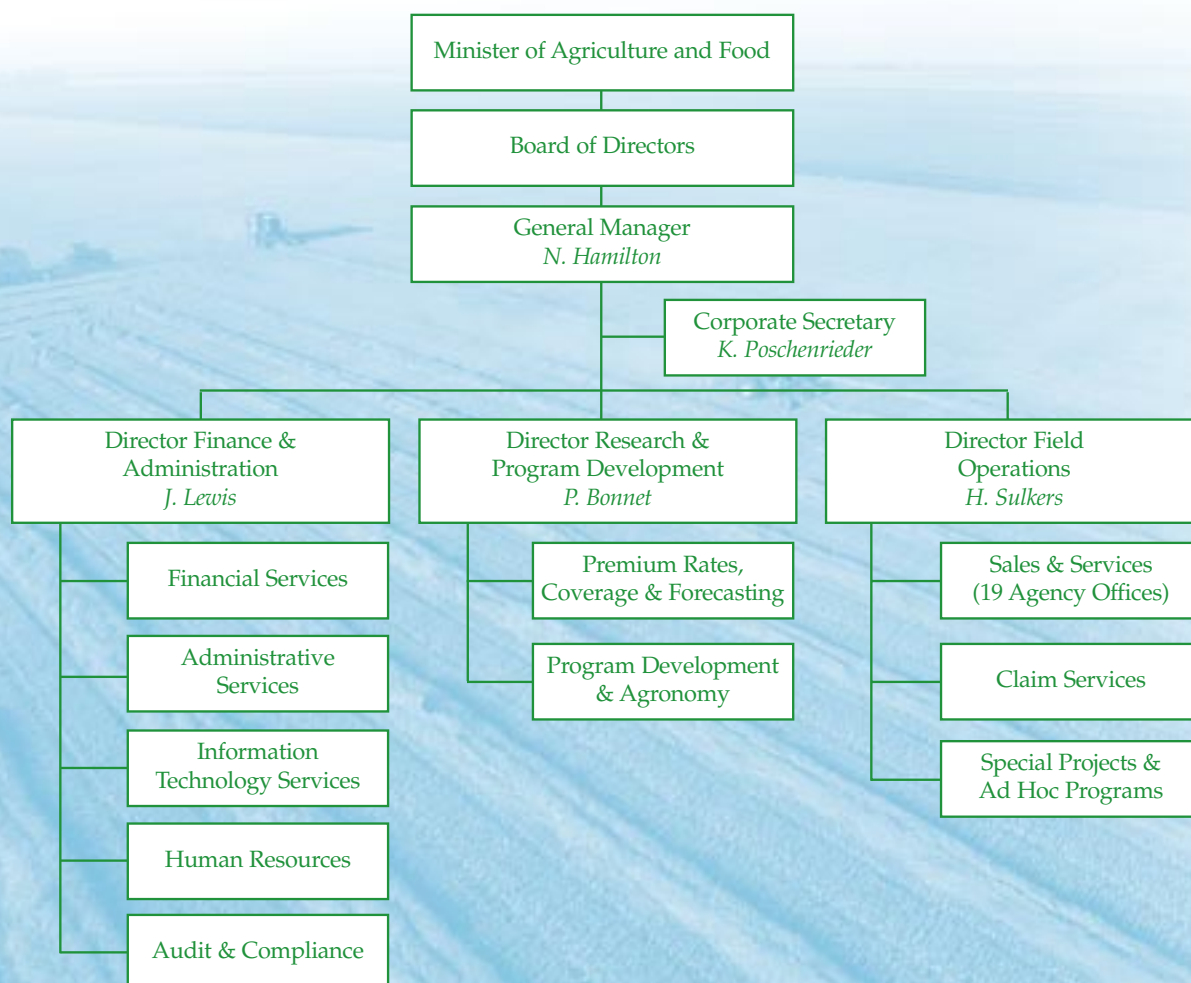 Minister of Agriculture and Food
Board of Directors
General Manager
N. Hamilton
Corporate Secretary
K. Poschenrieder
Director Finance &
Administration
J. Lewis
Director Research &
Program Development
P. Bonnet
Director Field
Operations
H. Sulkers
Financial Services
Administrative
Services
Information
Technology Services
Human Resources
Audit & Compliance
Premium Rates,
Coverage & Forecasting
Program Development
& Agronomy
Sales & Services
(19 Agency Offices)
Claim Services
Special Projects &
Ad Hoc Programs